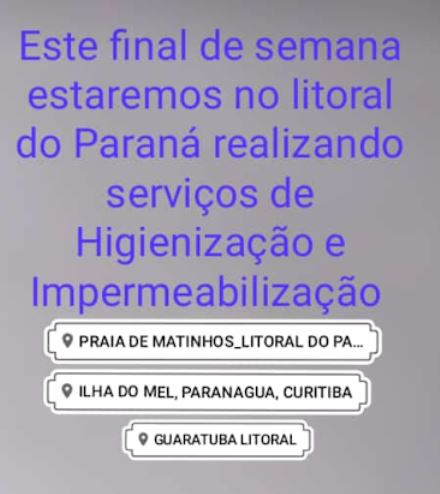 Este final de semana
estaremos no litoral
do Paraná realizando
serviços de
Higienização e
Impermeabilização
PRAIA DE MATINHOS_LITORAL DO PA...
ILHA DO MEL, PARANAGUA, CURITIBA
GUARATUBA LITORAL